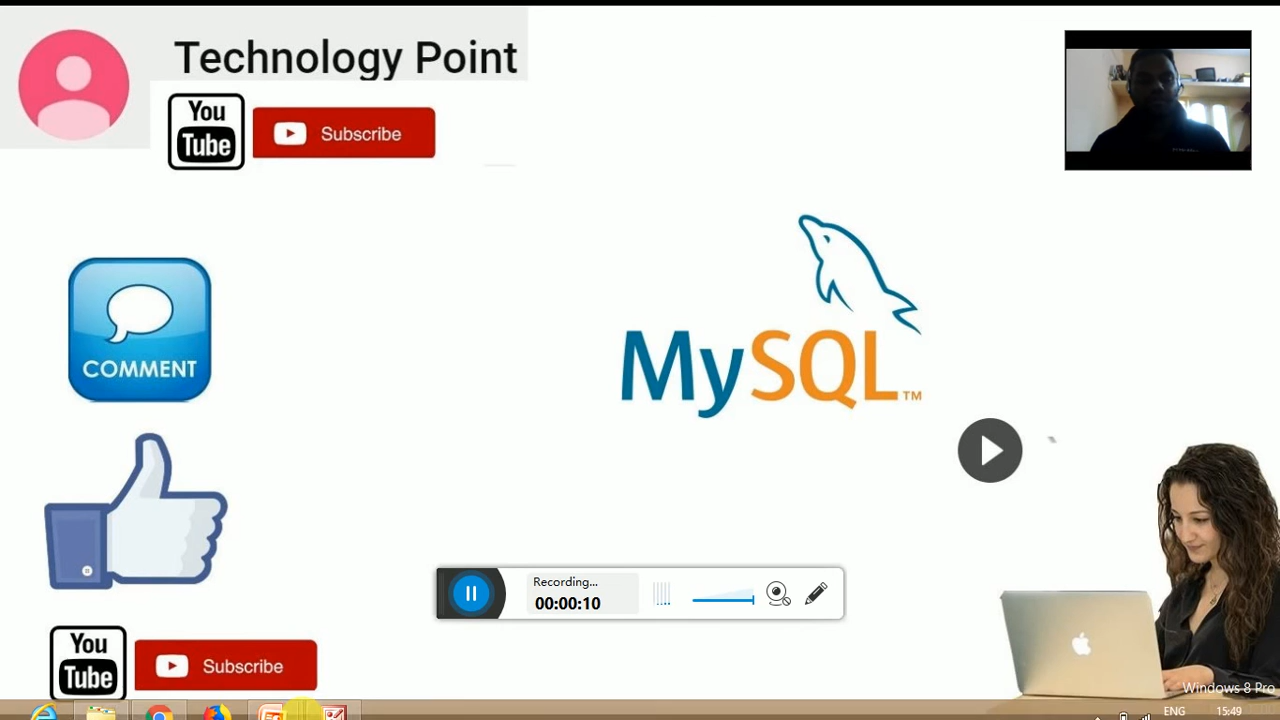 Technology Point
You
Tube
Subscribe
COMMENT
MySQL™
Recording...
00:00:10
You
Tube
Subscribe
Windows 8 Pro
ENG
15:49